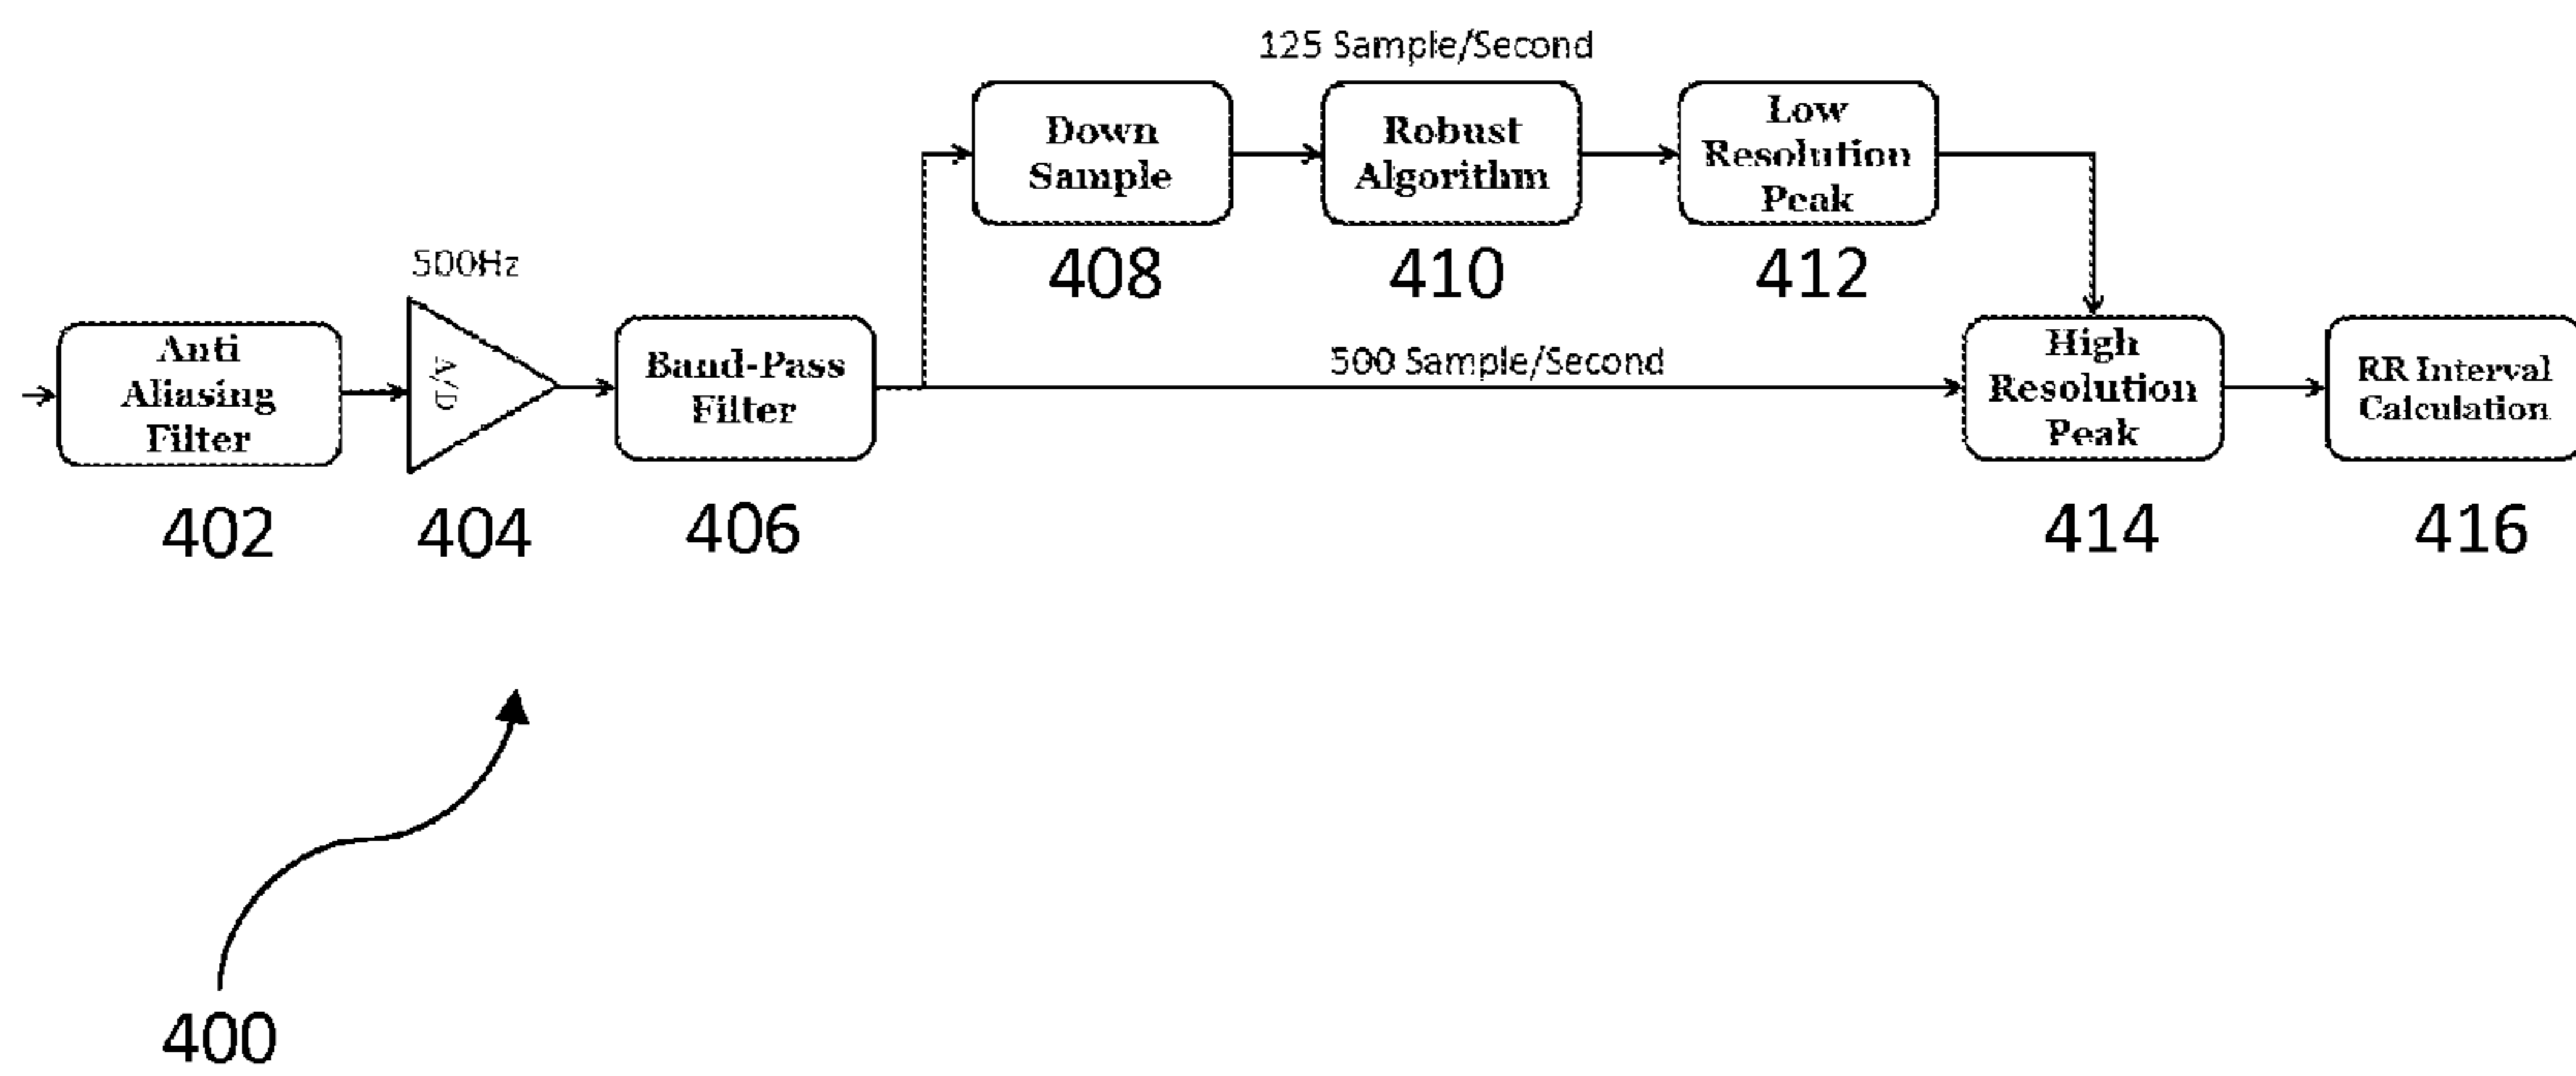 125 Sample/Second
Down
Sample
408
Robust
Algorithm
410
Low
Resolution
Peak
412
500Hz
Anti
Aliasing
Filter
402
A/D
404
Band-Pass
Filter
406
500 Sample/Second
High
Resolution
Peak
414
RR Interval
Calculation
416
400